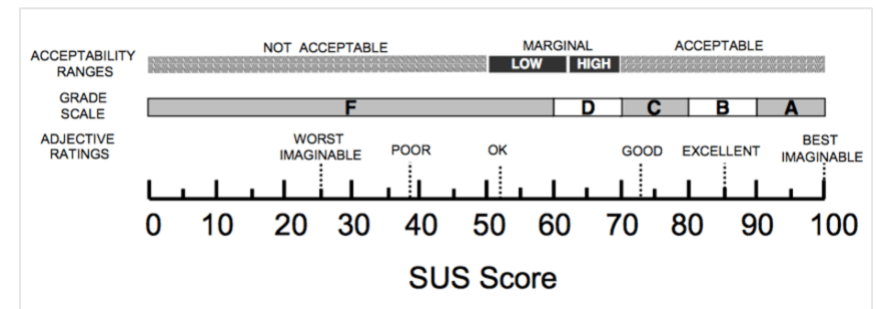 NOT ACCEPTABLE MARGINAL ACCEPTABLE
ACCEPTABILITY RANGES
LOW HIGH
GRADE SCALE
F D C B A
ADJECTIVE RATINGS
WORST IMAGINABLE POOR OK GOOD EXCELLENT BEST IMAGINABLE
0 10 20 30 40 50 60 70 80 90 100
SUS Score